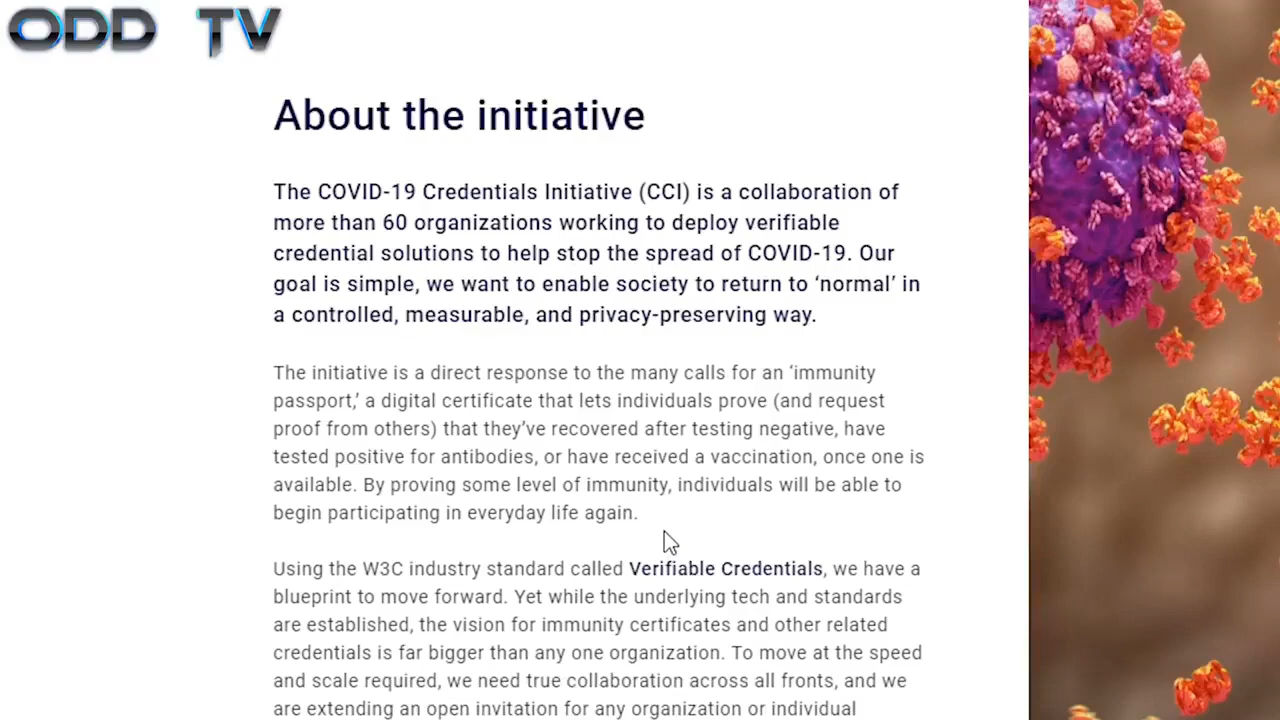 ODD TV
About the initiative
The COVID-19 Credentials Initiative (CCI) is a collaboration of
more than 60 organizations working to deploy verifiable
credential solutions to help stop the spread of COVID-19. Our
goal is simple, we want to enable society to return to ‘normal’ in
a controlled, measurable, and privacy-preserving way.
The initiative is a direct response to the many calls for an ‘immunity
passport,’ a digital certificate that lets individuals prove (and request
proof from others) that they’ve recovered after testing negative, have
tested positive for antibodies, or have received a vaccination, once one is
available. By proving some level of immunity, individuals will be able to
begin participating in everyday life again.
Using the W3C industry standard called Verifiable Credentials, we have a
blueprint to move forward. Yet while the underlying tech and standards
are established, the vision for immunity certificates and other related
credentials is far bigger than any one organization. To move at the speed
and scale required, we need true collaboration across all fronts, and we
are extending an open invitation for any organization or individual